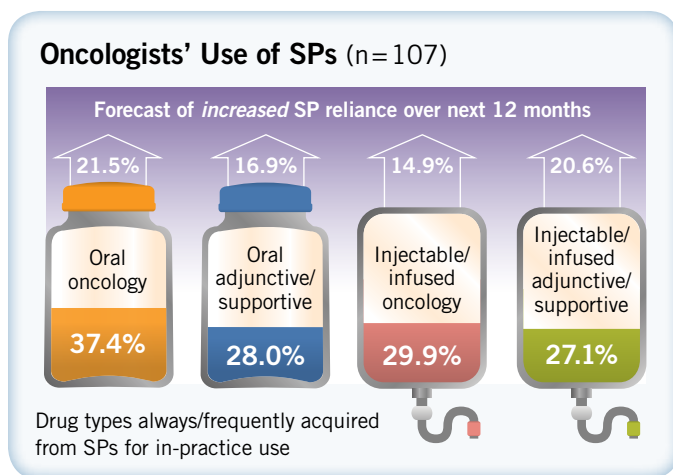 Oncologists’ Use of SPs (n=107)
Forecast of increased SP reliance over next 12 months
21.5%
16.9%
14.9%
20.6%
Oral
oncology
37.4%
Oral
adjunctive/
supportive
28.0%
Injectable/
infused
oncology
29.9%
Injectable/
infused
adjunctive/
supportive
27.1%
Drug types always/frequently acquired
from SPs for in-practice use